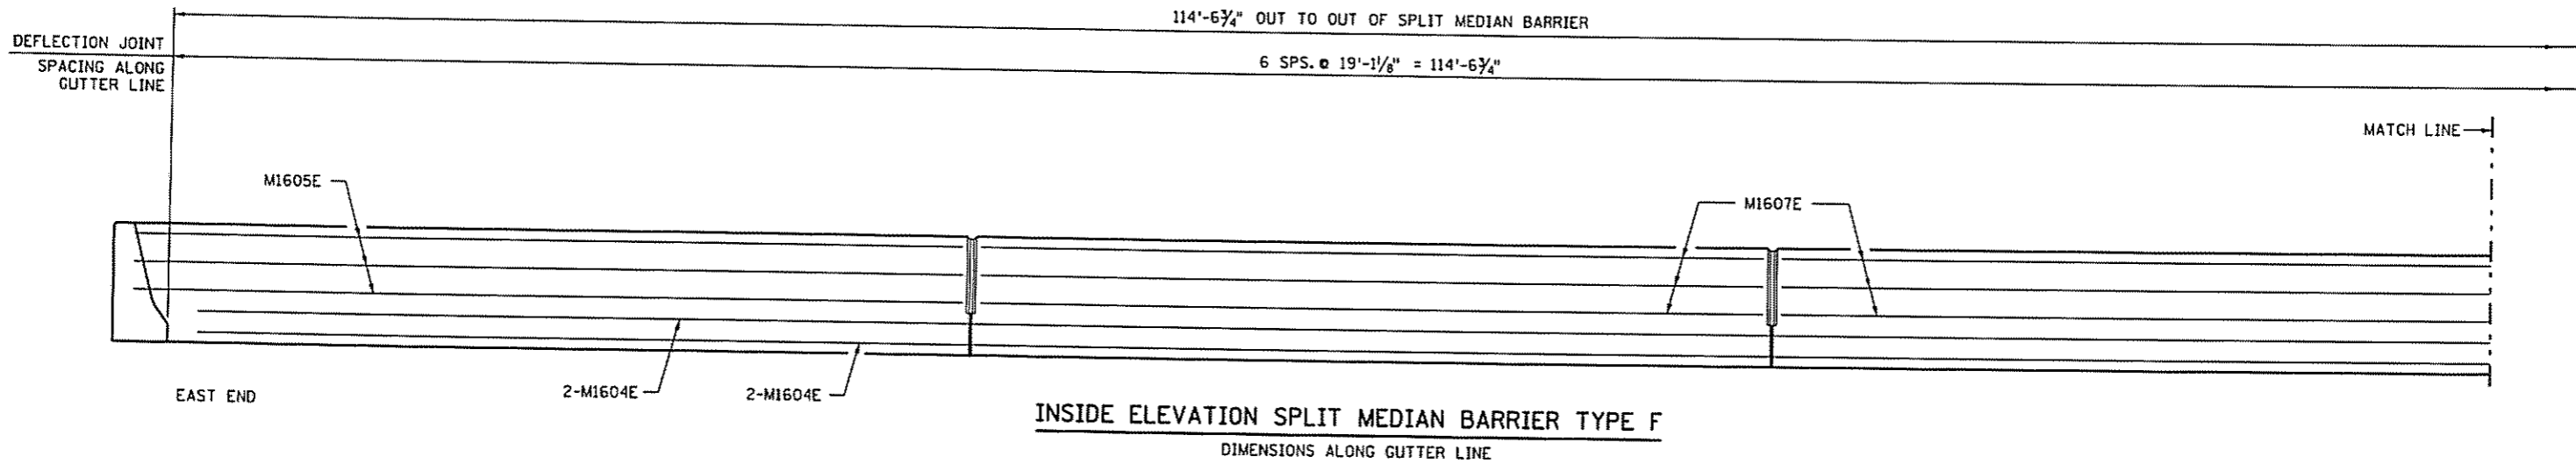 114'-6¾" OUT TO OUT OF SPLIT MEDIAN BARRIER
DEFLECTION JOINT
SPACING ALONG
GUTTER LINE
6 SPS. @ 19'-1⅛" = 114'-6¾"
MATCH LINE
M1605E
M1607E
EAST END
2-M1604E
2-M1604E
INSIDE ELEVATION SPLIT MEDIAN BARRIER TYPE F
DIMENSIONS ALONG GUTTER LINE